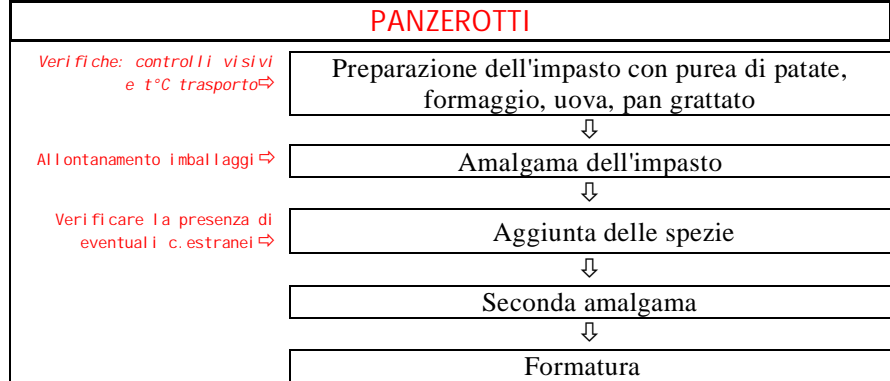 PANZEROTTI
Verifiche: controlli visivi
e t°C trasporto⇨
Preparazione dell'impasto con purea di patate,
formaggio, uova, pan grattato
⇩
Allontanamento imballaggi⇨
Amalgama dell'impasto
⇩
Verificare la presenza di
eventuali c.estranei⇨
Aggiunta delle spezie
⇩
Seconda amalgama
⇩
Formatura